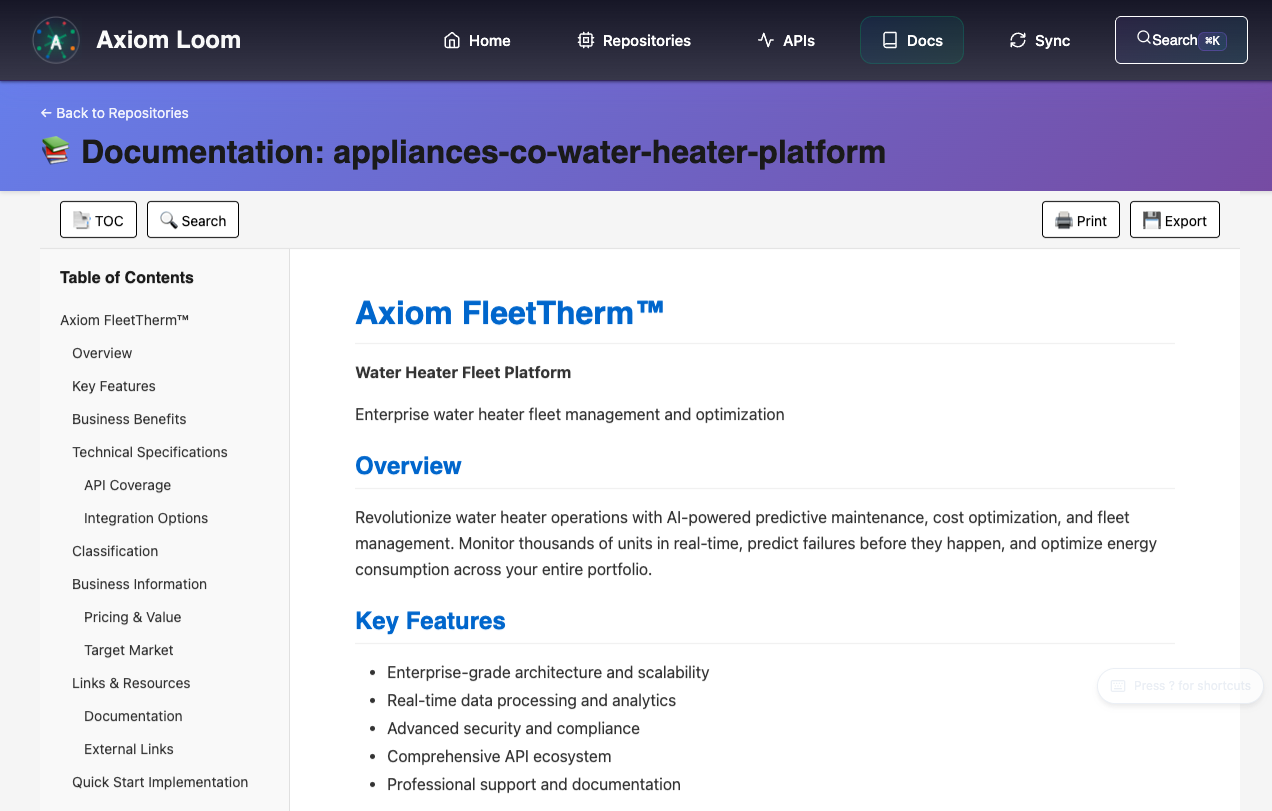 Axiom Loom
Home
Repositories
APIs
Docs
Sync
Search ⌘K
← Back to Repositories
Documentation: appliances-co-water-heater-platform
TOC
Search
Print
Export
Table of Contents
Axiom FleetTherm™
Overview
Key Features
Business Benefits
Technical Specifications
API Coverage
Integration Options
Classification
Business Information
Pricing & Value
Target Market
Links & Resources
Documentation
External Links
Quick Start Implementation
Axiom FleetTherm™
Water Heater Fleet Platform
Enterprise water heater fleet management and optimization
Overview
Revolutionize water heater operations with AI-powered predictive maintenance, cost optimization, and fleet
management. Monitor thousands of units in real-time, predict failures before they happen, and optimize energy
consumption across your entire portfolio.
Key Features
• Enterprise-grade architecture and scalability
• Real-time data processing and analytics
• Advanced security and compliance
• Comprehensive API ecosystem
• Professional support and documentation
Press ? for shortcuts